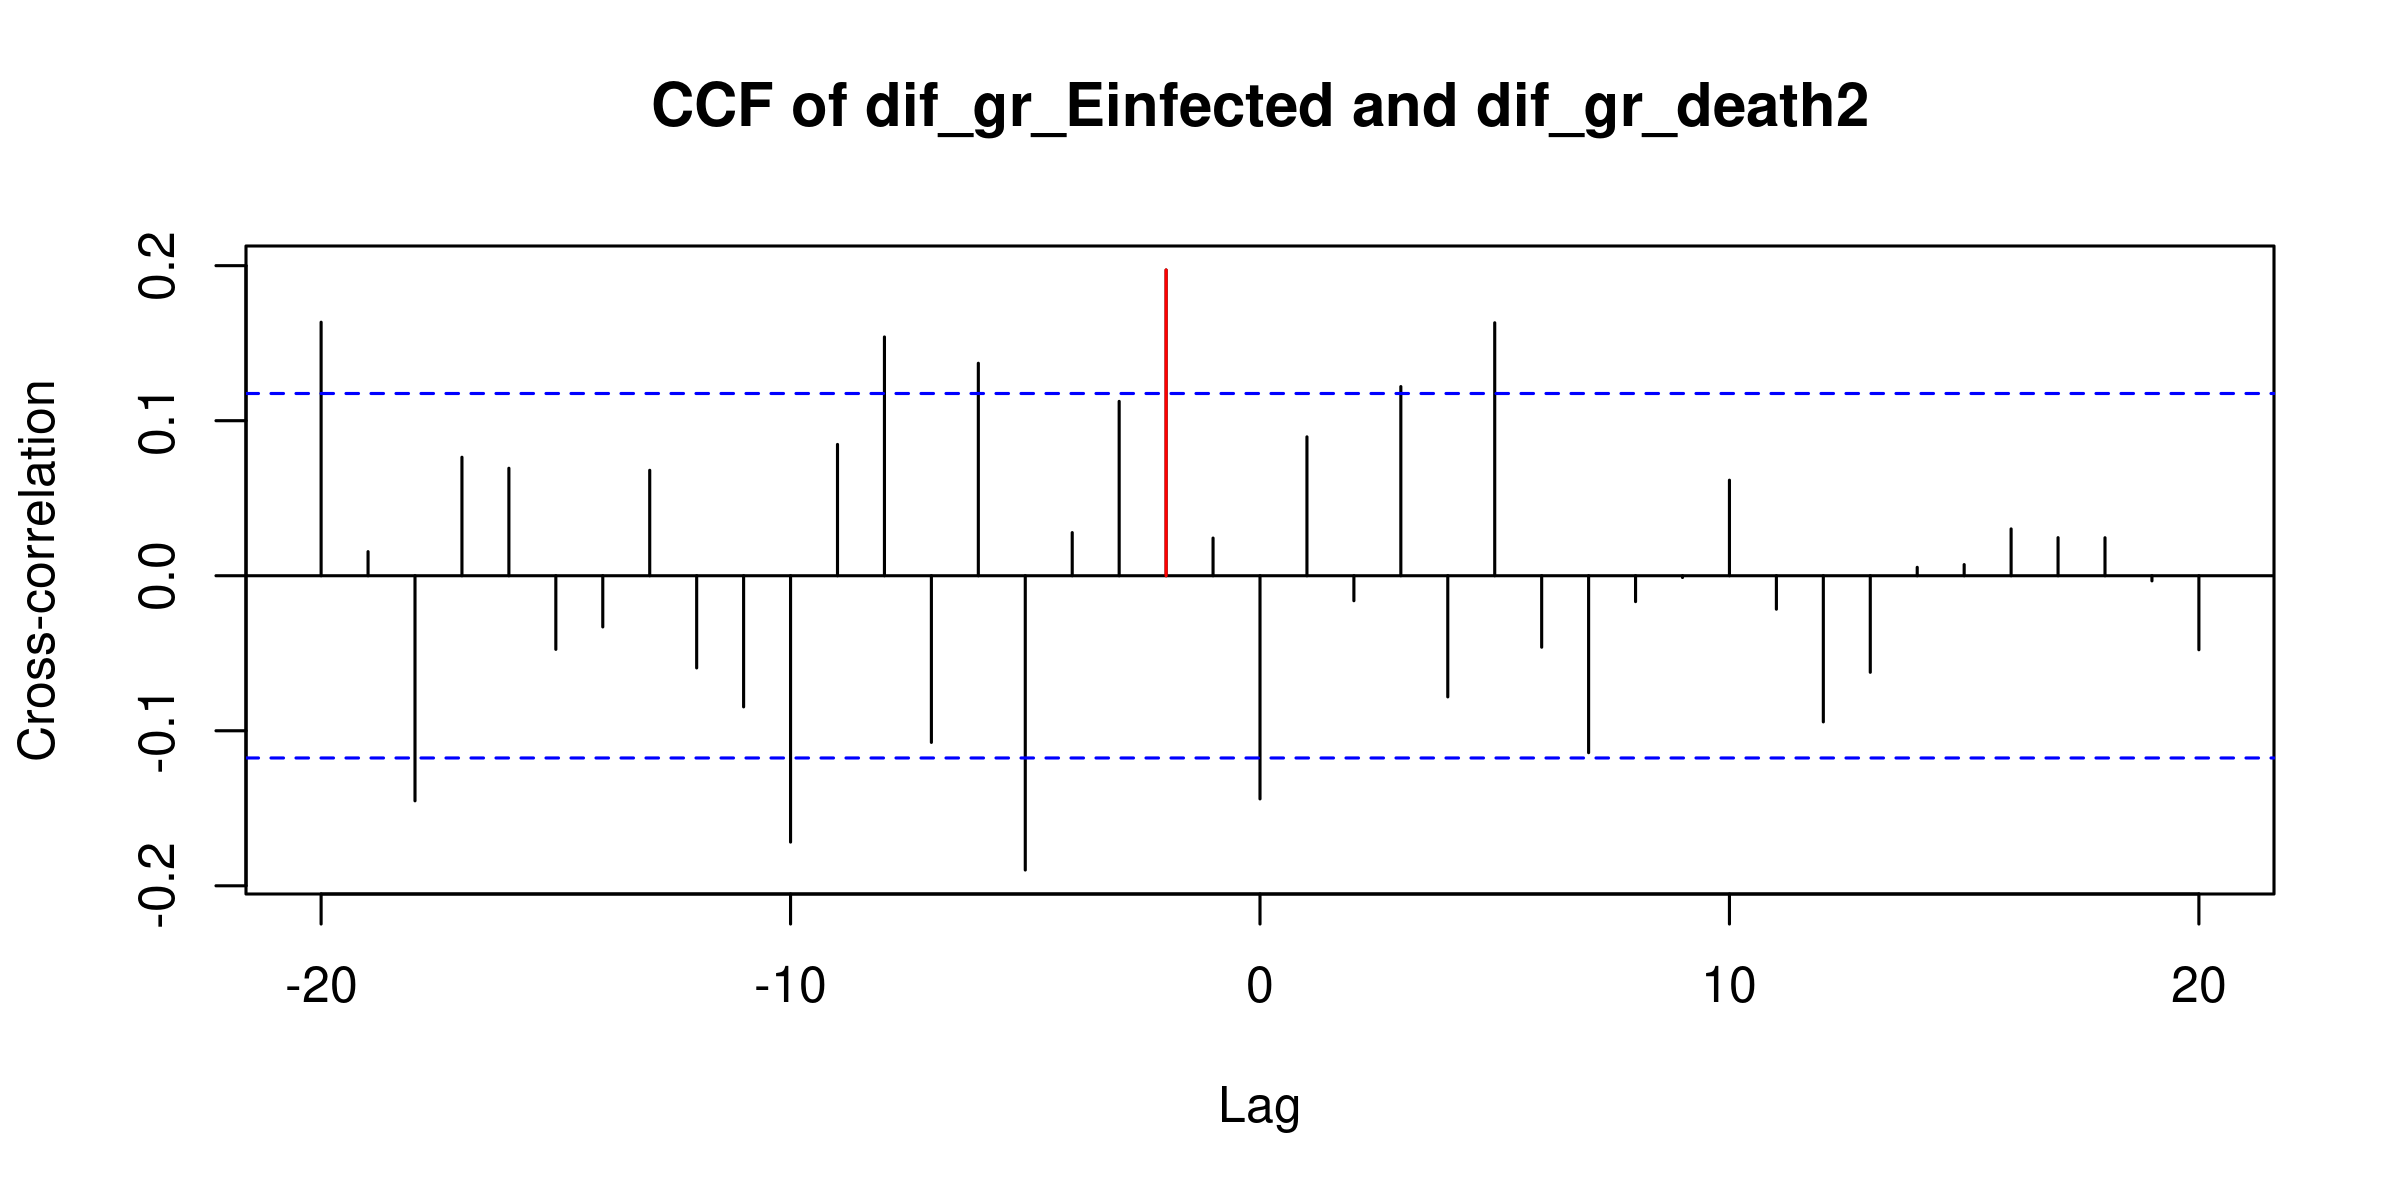 CCF of dif_gr_Einfected and dif_gr_death2
Cross-correlation
0.2
0.1
0.0
-0.1
-0.2
-20 -10 0 10 20
Lag